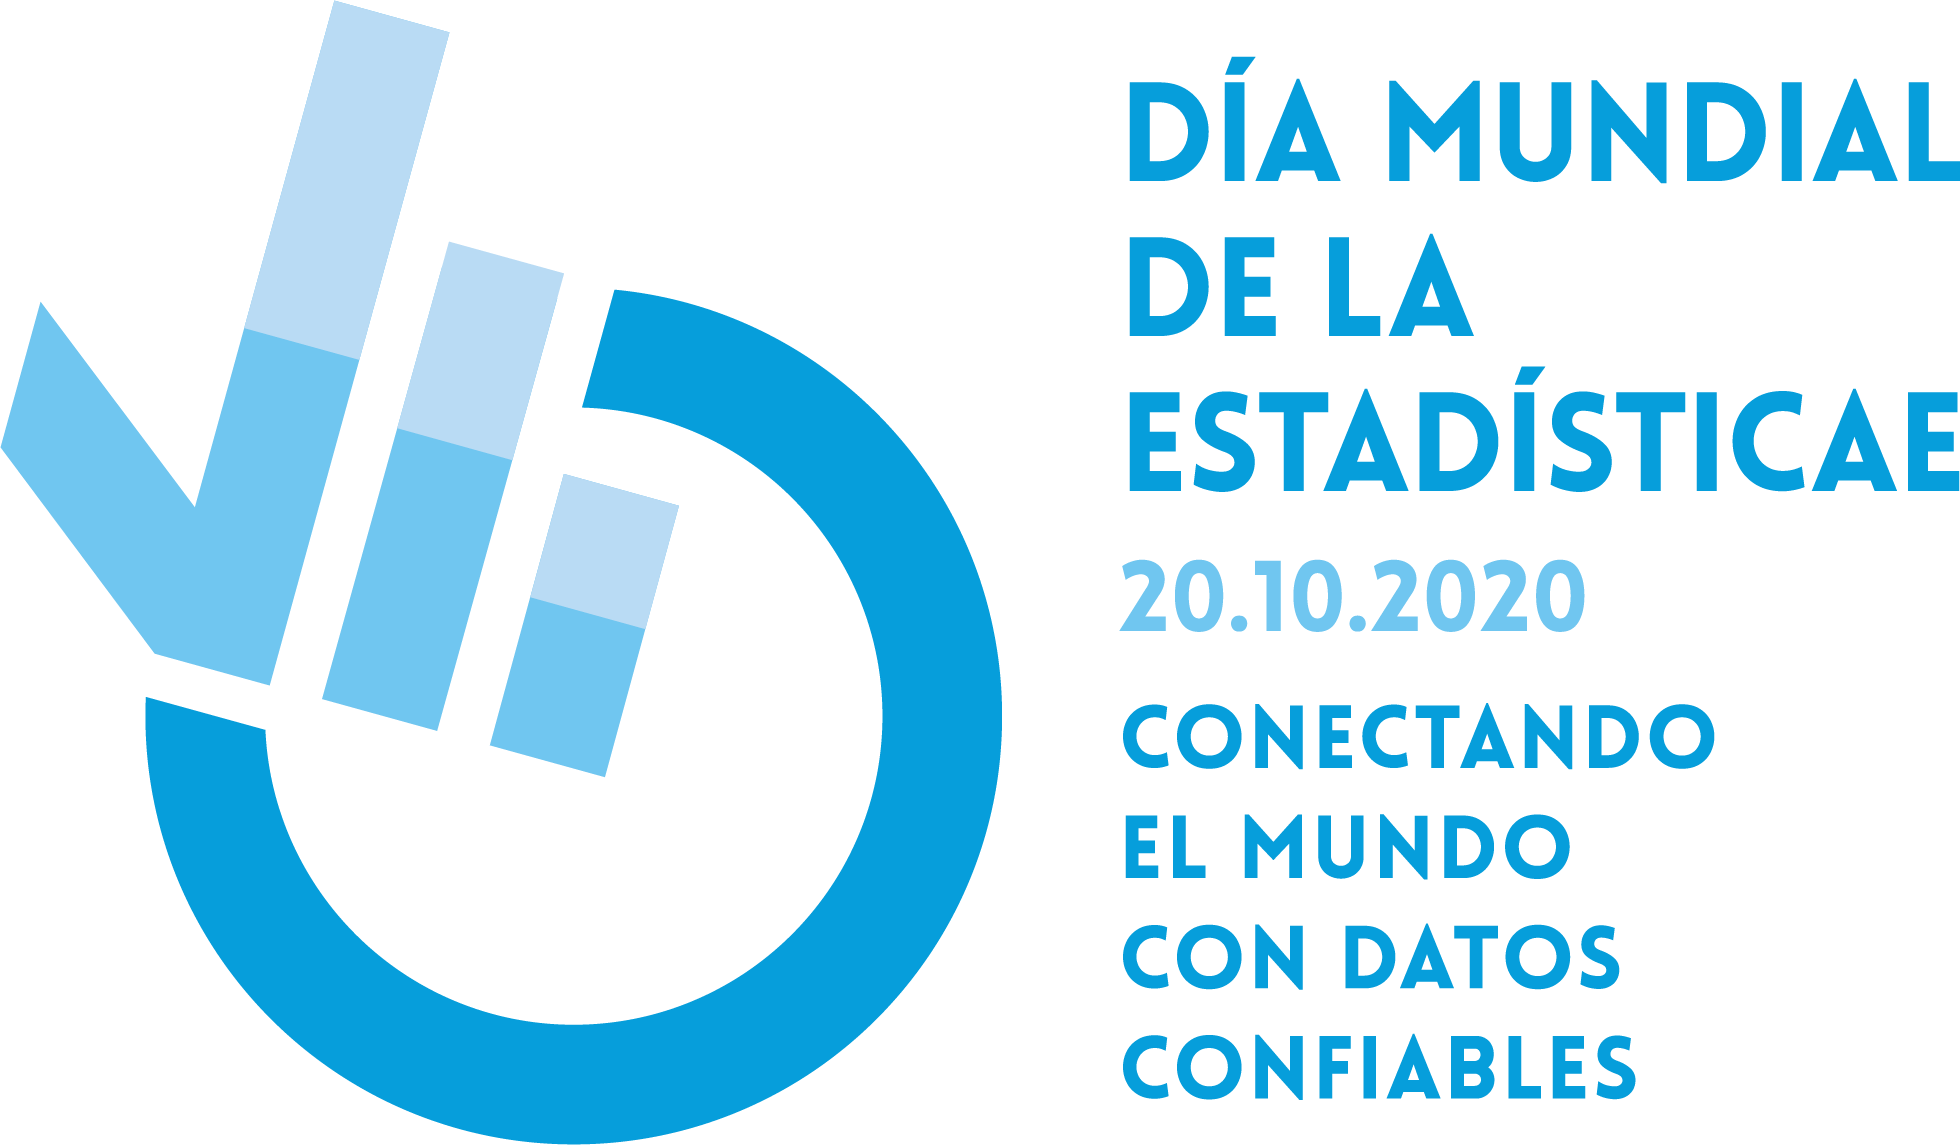 DÍA MUNDIAL
DE LA
ESTADÍSTICAE
20.10.2020
CONECTANDO
EL MUNDO
CON DATOS
CONFIABLES